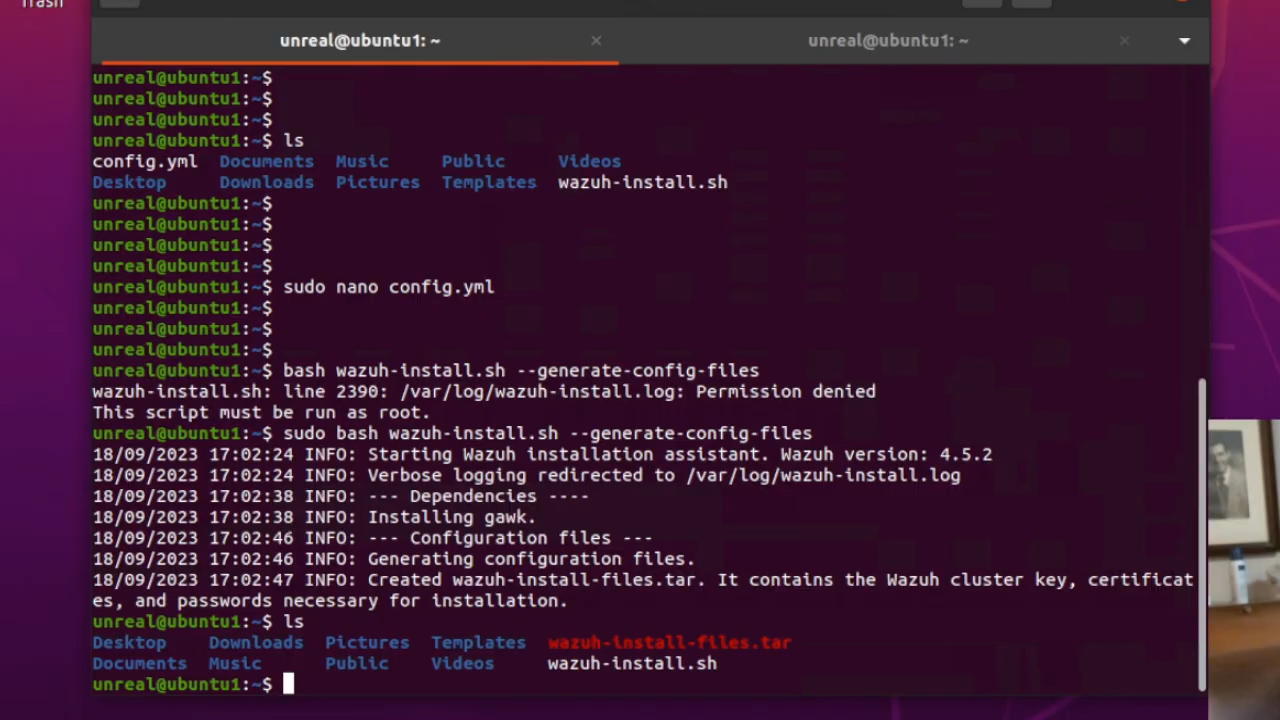 Trash
unreal@ubuntu1: ~ × unreal@ubuntu1: ~ ×
unreal@ubuntu1:~$
unreal@ubuntu1:~$
unreal@ubuntu1:~$
unreal@ubuntu1:~$ ls
config.yml Documents Music Public Videos
Desktop Downloads Pictures Templates wazuh-install.sh
unreal@ubuntu1:~$
unreal@ubuntu1:~$
unreal@ubuntu1:~$
unreal@ubuntu1:~$
unreal@ubuntu1:~$ sudo nano config.yml
unreal@ubuntu1:~$
unreal@ubuntu1:~$
unreal@ubuntu1:~$
unreal@ubuntu1:~$ bash wazuh-install.sh --generate-config-files
wazuh-install.sh: line 2390: /var/log/wazuh-install.log: Permission denied
This script must be run as root.
unreal@ubuntu1:~$ sudo bash wazuh-install.sh --generate-config-files
18/09/2023 17:02:24 INFO: Starting Wazuh installation assistant. Wazuh version: 4.5.2
18/09/2023 17:02:24 INFO: Verbose logging redirected to /var/log/wazuh-install.log
18/09/2023 17:02:38 INFO: --- Dependencies ----
18/09/2023 17:02:38 INFO: Installing gawk.
18/09/2023 17:02:46 INFO: --- Configuration files ---
18/09/2023 17:02:46 INFO: Generating configuration files.
18/09/2023 17:02:47 INFO: Created wazuh-install-files.tar. It contains the Wazuh cluster key, certificat
es, and passwords necessary for installation.
unreal@ubuntu1:~$ ls
Desktop Downloads Pictures Templates wazuh-install-files.tar
Documents Music Public Videos wazuh-install.sh
unreal@ubuntu1:~$